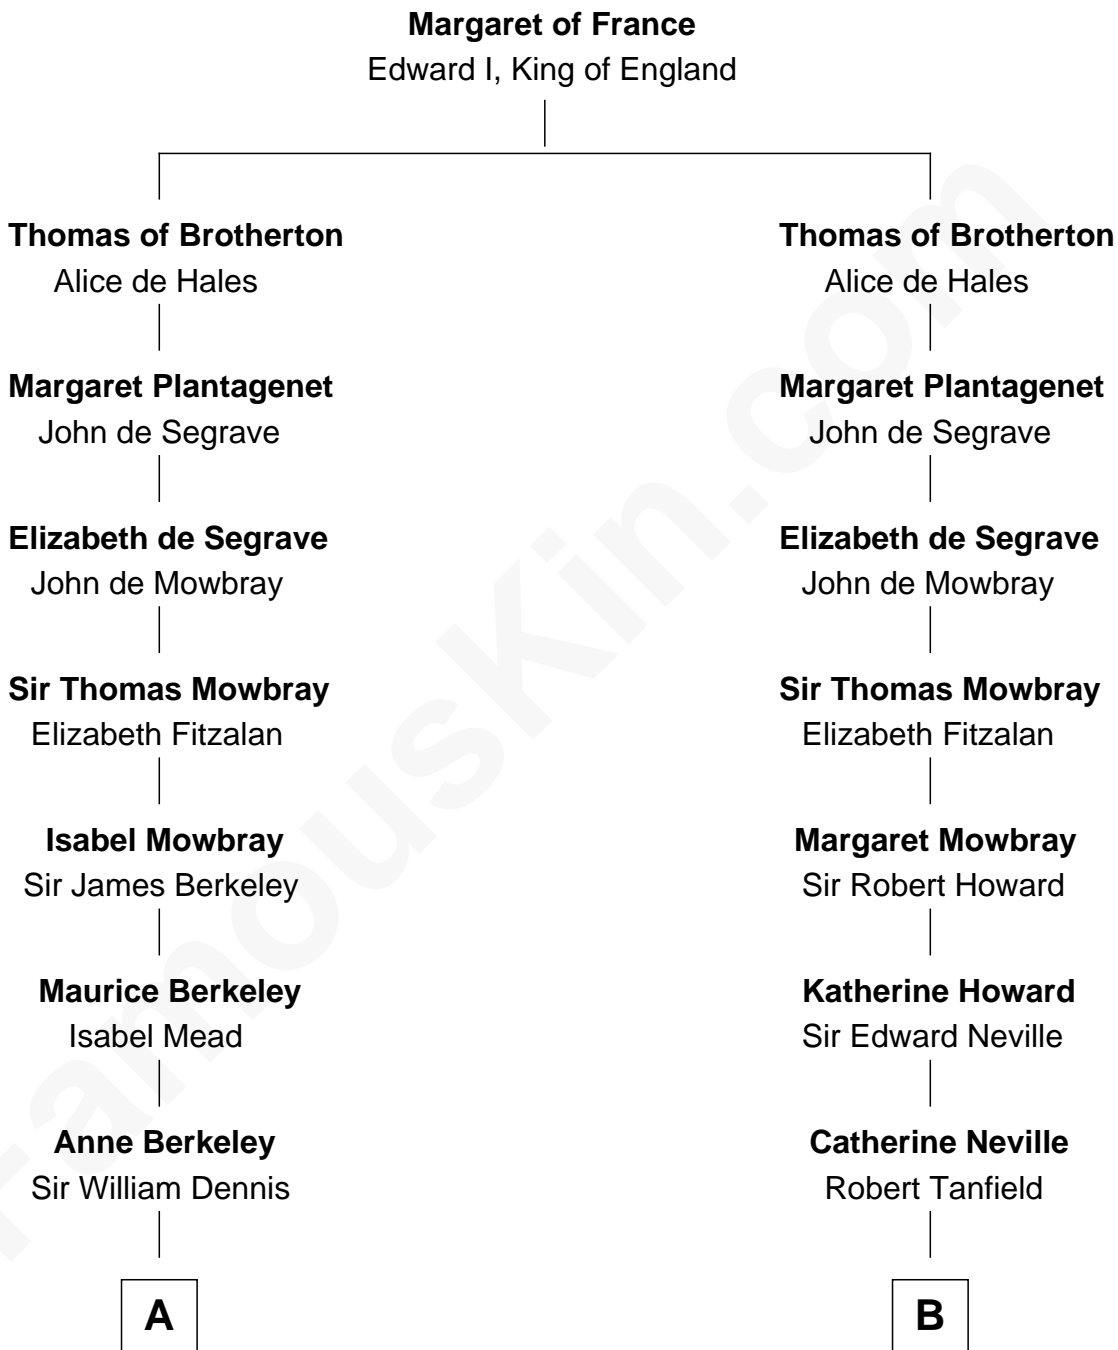 Margaret of France
Edward I, King of England
Thomas of Brotherton
Alice de Hales
Thomas of Brotherton
Alice de Hales
Margaret Plantagenet
John de Segrave
Margaret Plantagenet
John de Segrave
Elizabeth de Segrave
John de Mowbray
Elizabeth de Segrave
John de Mowbray
Sir Thomas Mowbray
Elizabeth Fitzalan
Sir Thomas Mowbray
Elizabeth Fitzalan
Isabel Mowbray
Sir James Berkeley
Margaret Mowbray
Sir Robert Howard
Maurice Berkeley
Isabel Mead
Katherine Howard
Sir Edward Neville
Anne Berkeley
Sir William Dennis
Catherine Neville
Robert Tanfield
A
B
FamousKin.com